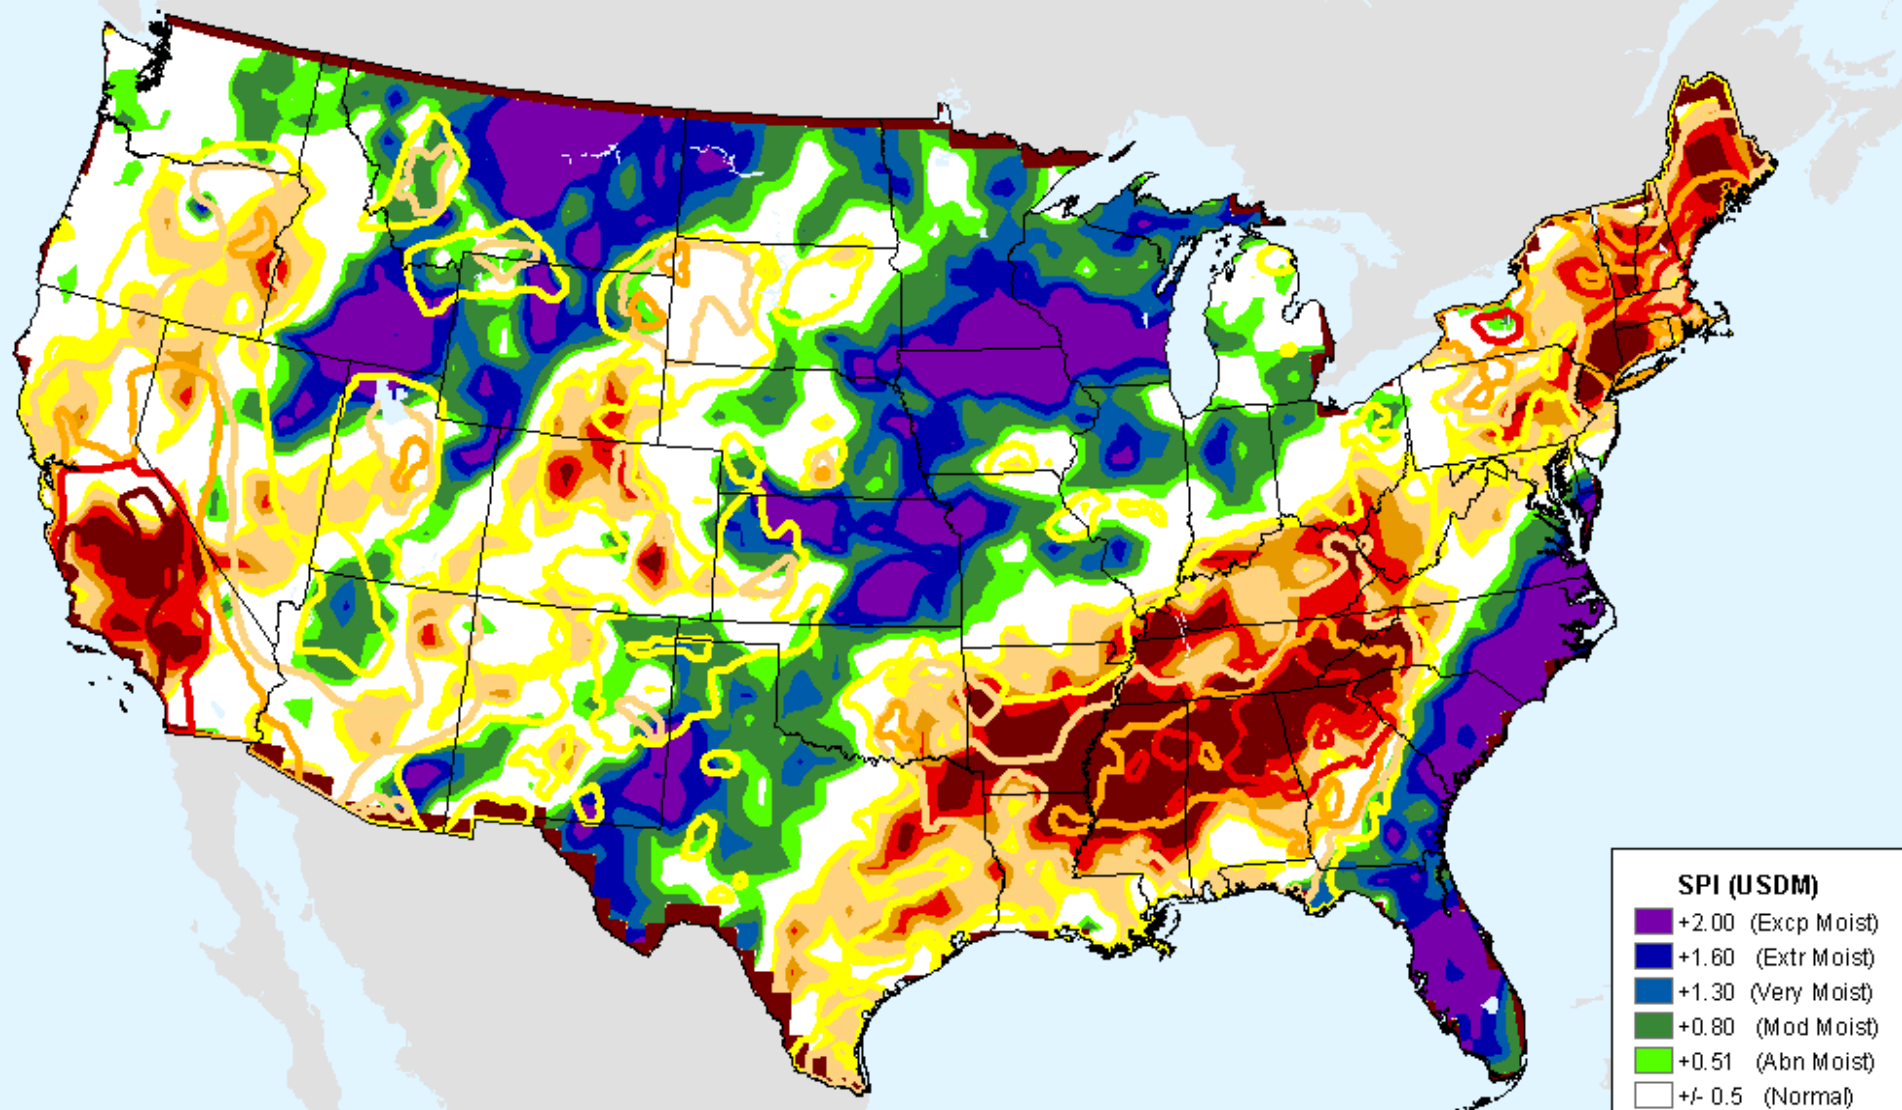 SPI (USDM)
+2.00 (Excp Moist)
+1.60 (Extr Moist)
+1.30 (Very Moist)
+0.80 (Mod Moist)
+0.51 (Abn Moist)
+/- 0.5 (Normal)